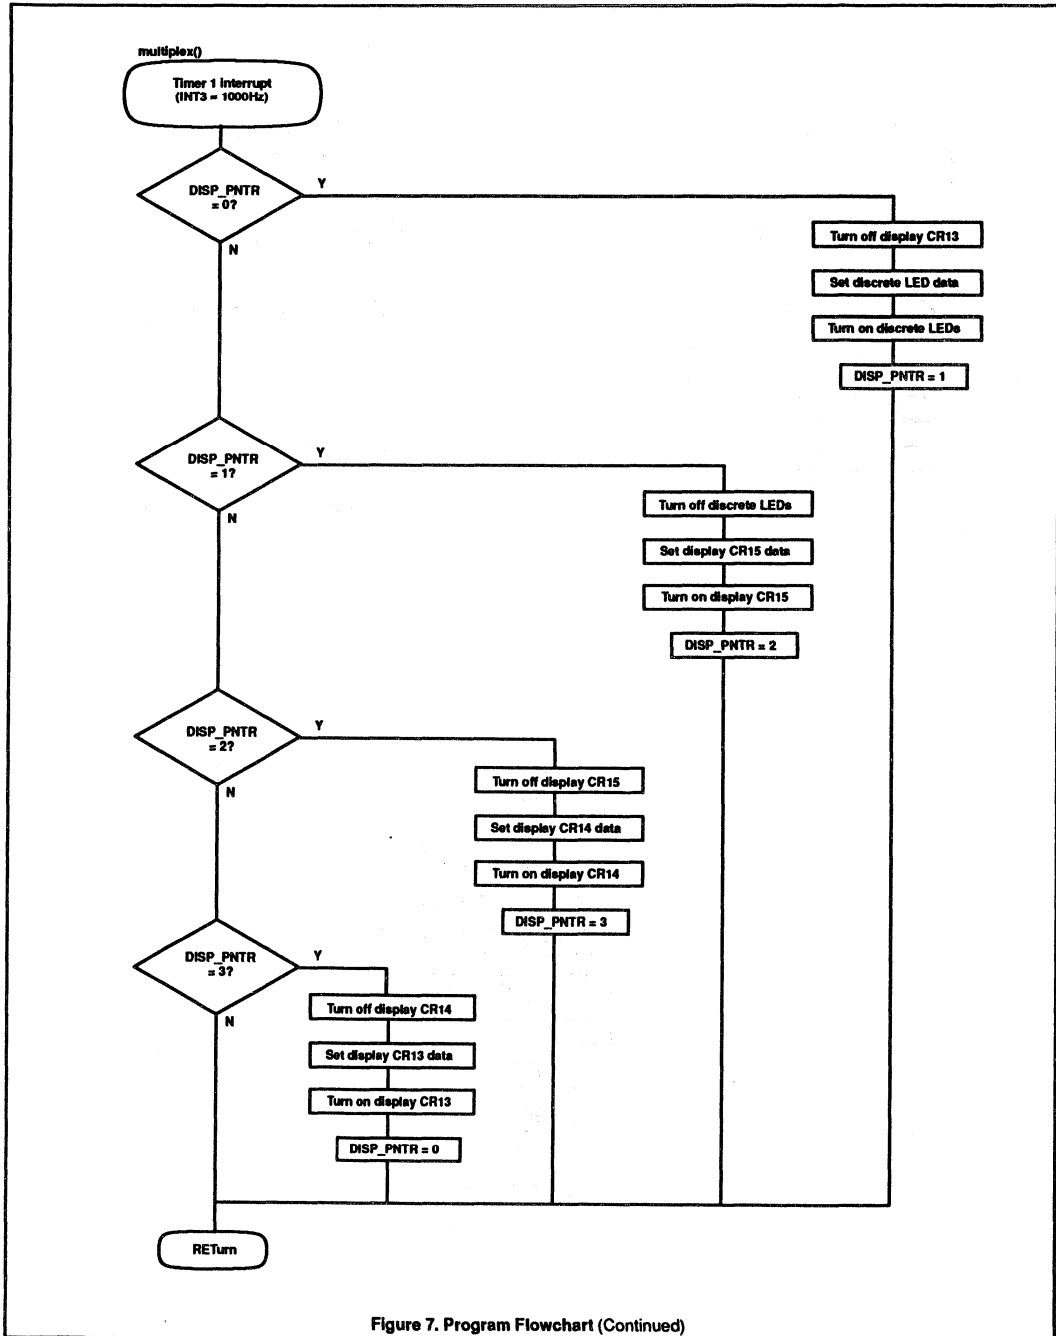 multiplex()
Timer 1 interrupt
(INT3 = 1000Hz)
DISP_PNTR
= 0?
Y
N
Turn off display CR13
Set discrete LED data
Turn on discrete LEDs
DISP_PNTR = 1
DISP_PNTR
= 1?
Y
N
Turn off discrete LEDs
Set display CR15 data
Turn on display CR15
DISP_PNTR = 2
DISP_PNTR
= 2?
Y
N
Turn off display CR15
Set display CR14 data
Turn on display CR14
DISP_PNTR = 3
DISP_PNTR
= 3?
Y
N
Turn off display CR14
Set display CR13 data
Turn on display CR13
DISP_PNTR = 0
RETurn
Figure 7. Program Flowchart (Continued)